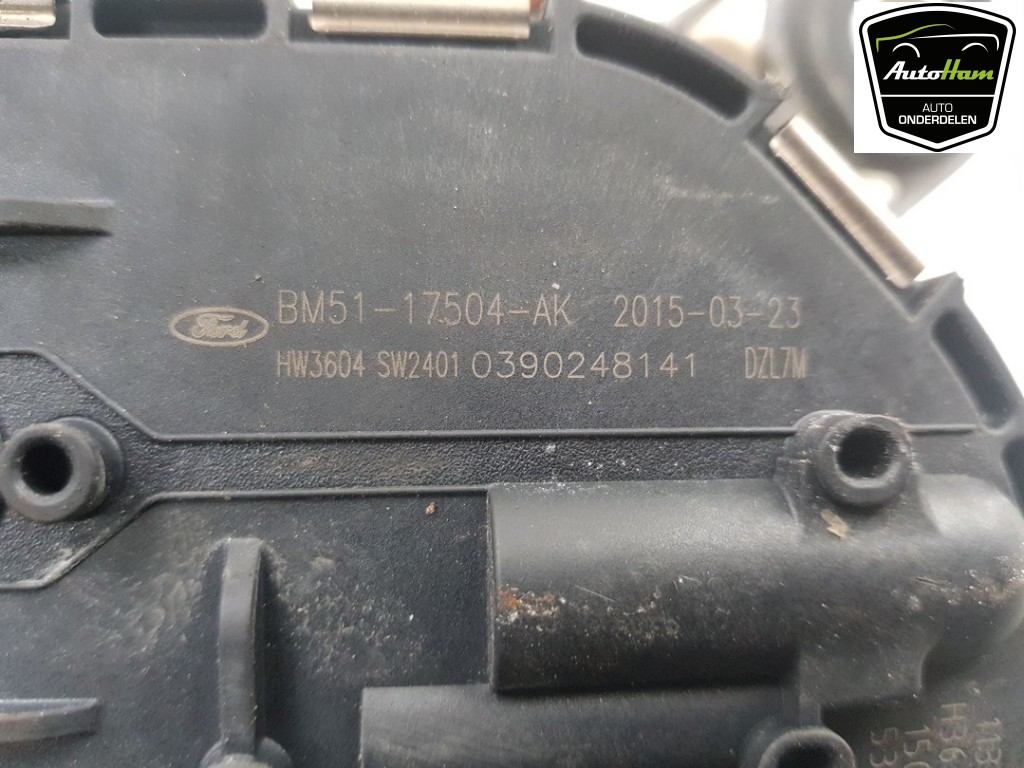 AutoHam
AUTO
ONDERDELEN
Ford
BM51-17504-AK 2015-03-23
HW3604 SW2401 0390248141 DZL7M